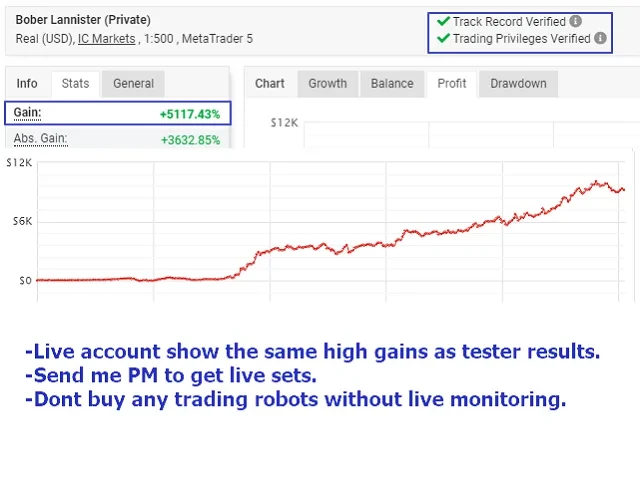 Bober Lannister (Private)
Real (USD), IC Markets , 1:500 , MetaTrader 5
Track Record Verified
Trading Privileges Verified
Info Stats General
Chart Growth Balance Profit Drawdown
Gain: +5117.43%
Abs. Gain: +3632.85%
$12K
$12K
$6K
$0
-Live account show the same high gains as tester results.
-Send me PM to get live sets.
-Dont buy any trading robots without live monitoring.